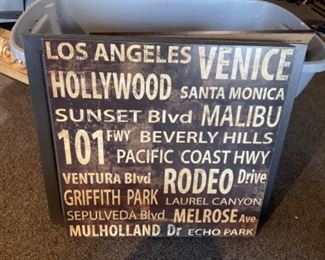 LOS ANGELES VENICE
HOLLYWOOD SANTA MONICA
SUNSET Blvd MALIBU
101 FWY BEVERLY HILLS
PACIFIC COAST HWY
VENTURA Blvd RODEO Drive
GRIFFITH PARK LAUREL CANYON
SEPULVEDA Blvd MELROSE Ave
MULHOLLAND Dr ECHO PARK